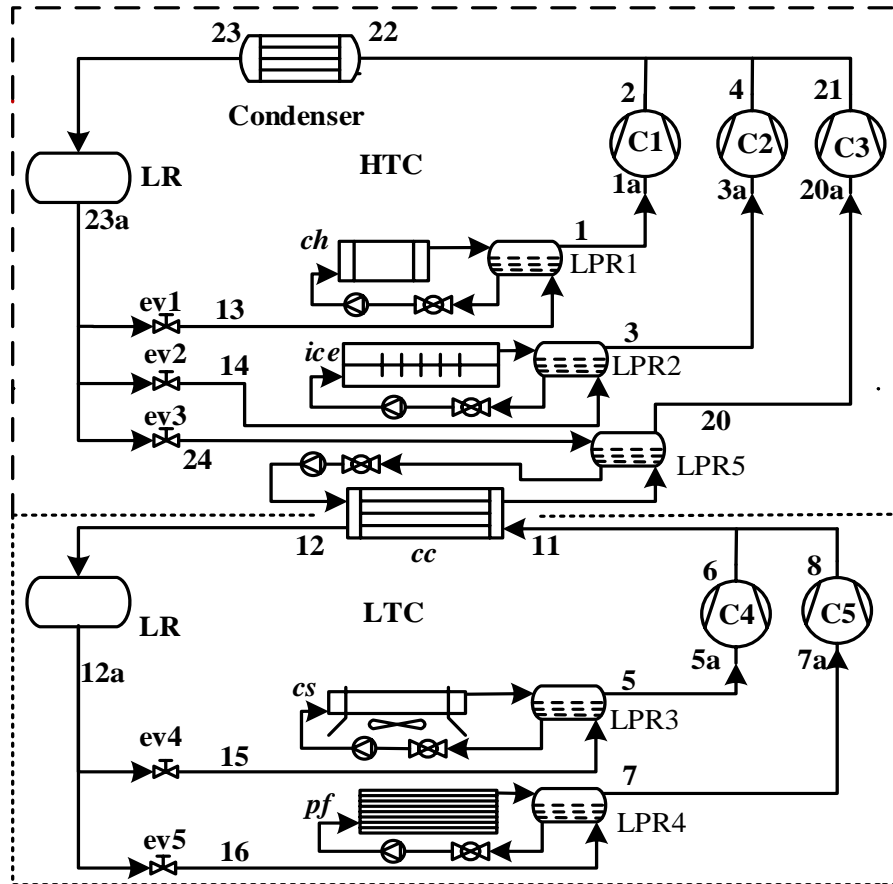 23 22
2 4 21
C1 C2 C3
Condenser
LR HTC
1a 3a 20a
23a
ch 1
LPR1
ev1 13
ice 3
ev2 14
LPR2
ev3 20
24 LPR5
12 cc 11
6 8
LR LTC
C4 C5
12a
5a 7a
cs 5
LPR3
ev4 15
pf 7
LPR4
ev5 16